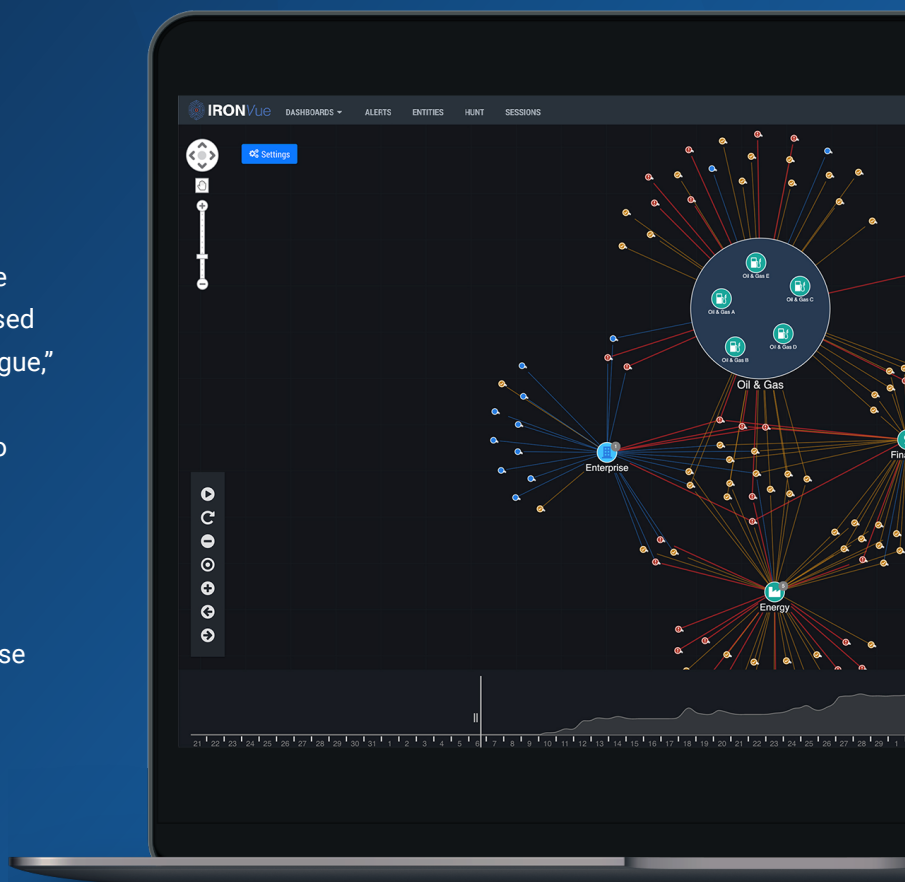 IRONVue DASHBOARDS ALERTS ENTITIES HUNT SESSIONS
Settings
e
sed
gue,”
o
se
Oil & Gas E
Oil & Gas C
Oil & Gas A
Oil & Gas D
Oil & Gas B
Oil & Gas
Enterprise
Fina
Energy
21 22 23 24 25 26 27 28 29 30 31 1 2 3 4 5 6 7 8 9 10 11 12 13 14 15 16 17 18 19 20 21 22 23 24 25 26 27 28 29 1